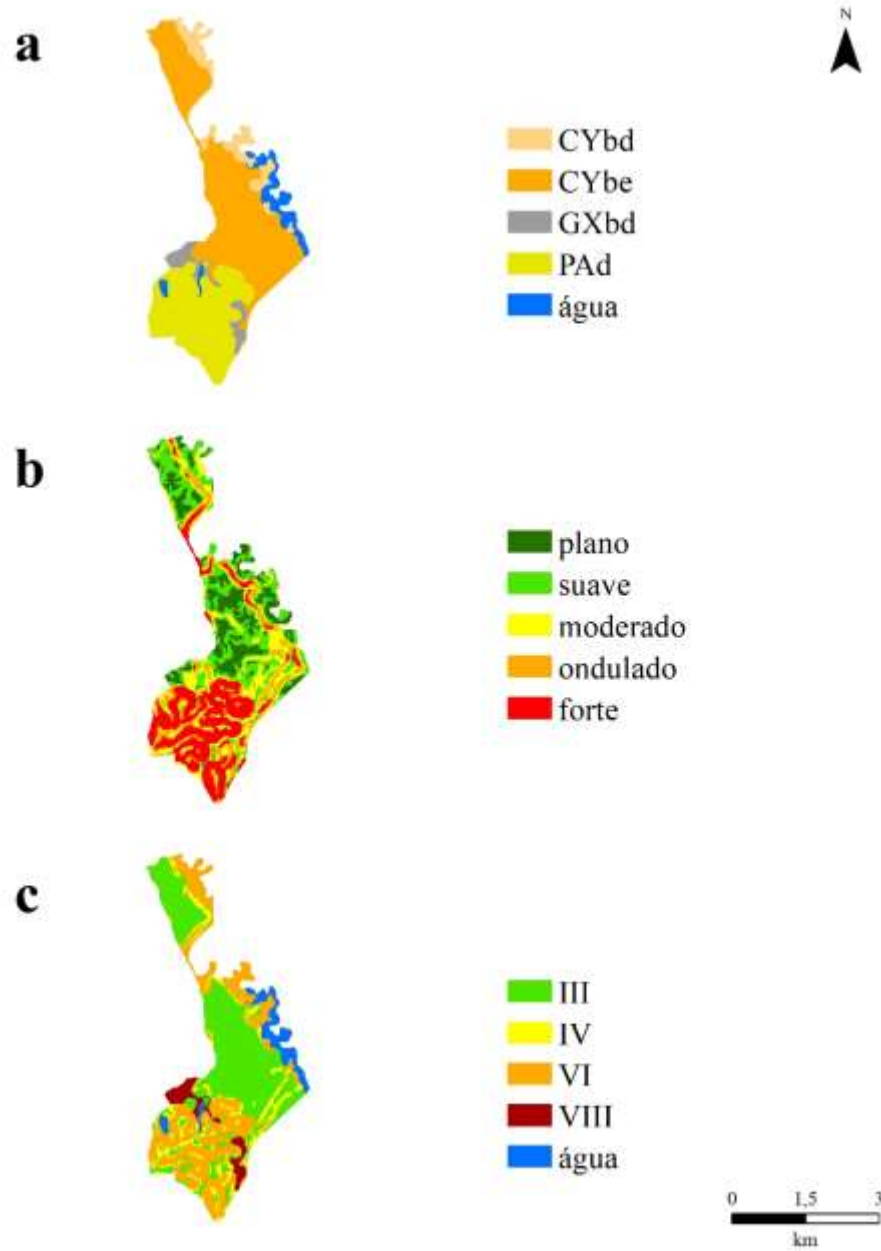 a
N
CYbd
CYbe
GXbd
PAd
água
b
plano
suave
moderado
ondulado
forte
c
III
IV
VI
VIII
água
0 1,5 3
km